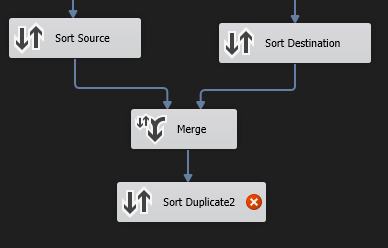 Sort Source
Sort Destination
Merge
Sort Duplicate2